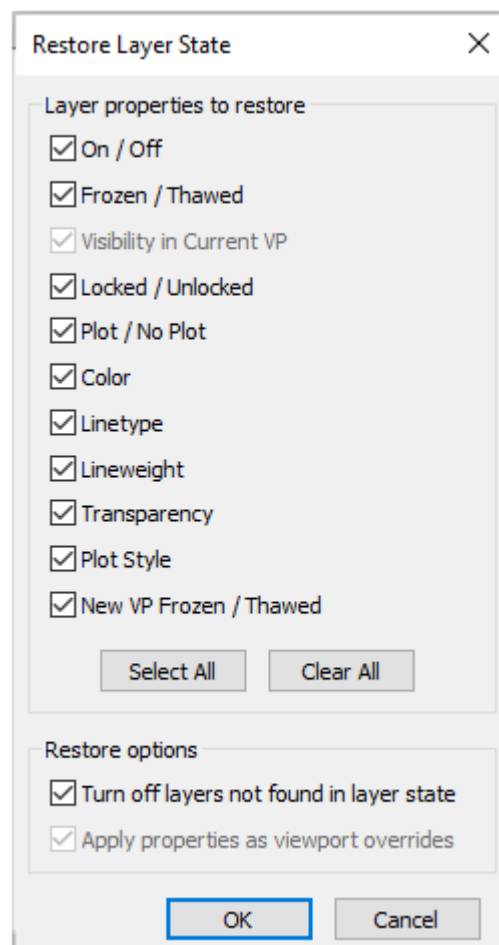 Restore Layer State
Layer properties to restore
On / Off
Frozen / Thawed
Visibility in Current VP
Locked / Unlocked
Plot / No Plot
Color
Linetype
Lineweight
Transparency
Plot Style
New VP Frozen / Thawed
Select All Clear All
Restore options
Turn off layers not found in layer state
Apply properties as viewport overrides
OK Cancel